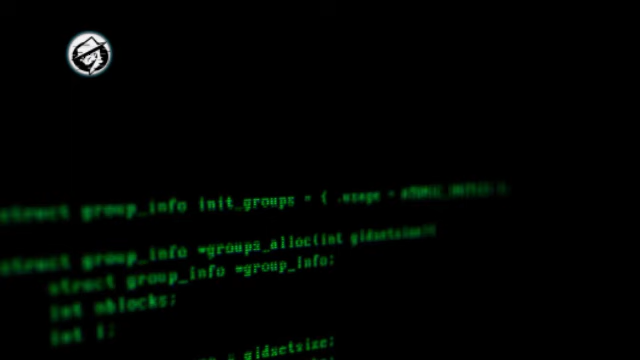 struct group_info init_groups = { .usage =
struct group_info *groups_alloc(int gidsetsize){
struct group_info *group_info;
int nblocks;
int i;
= gidsetsize;